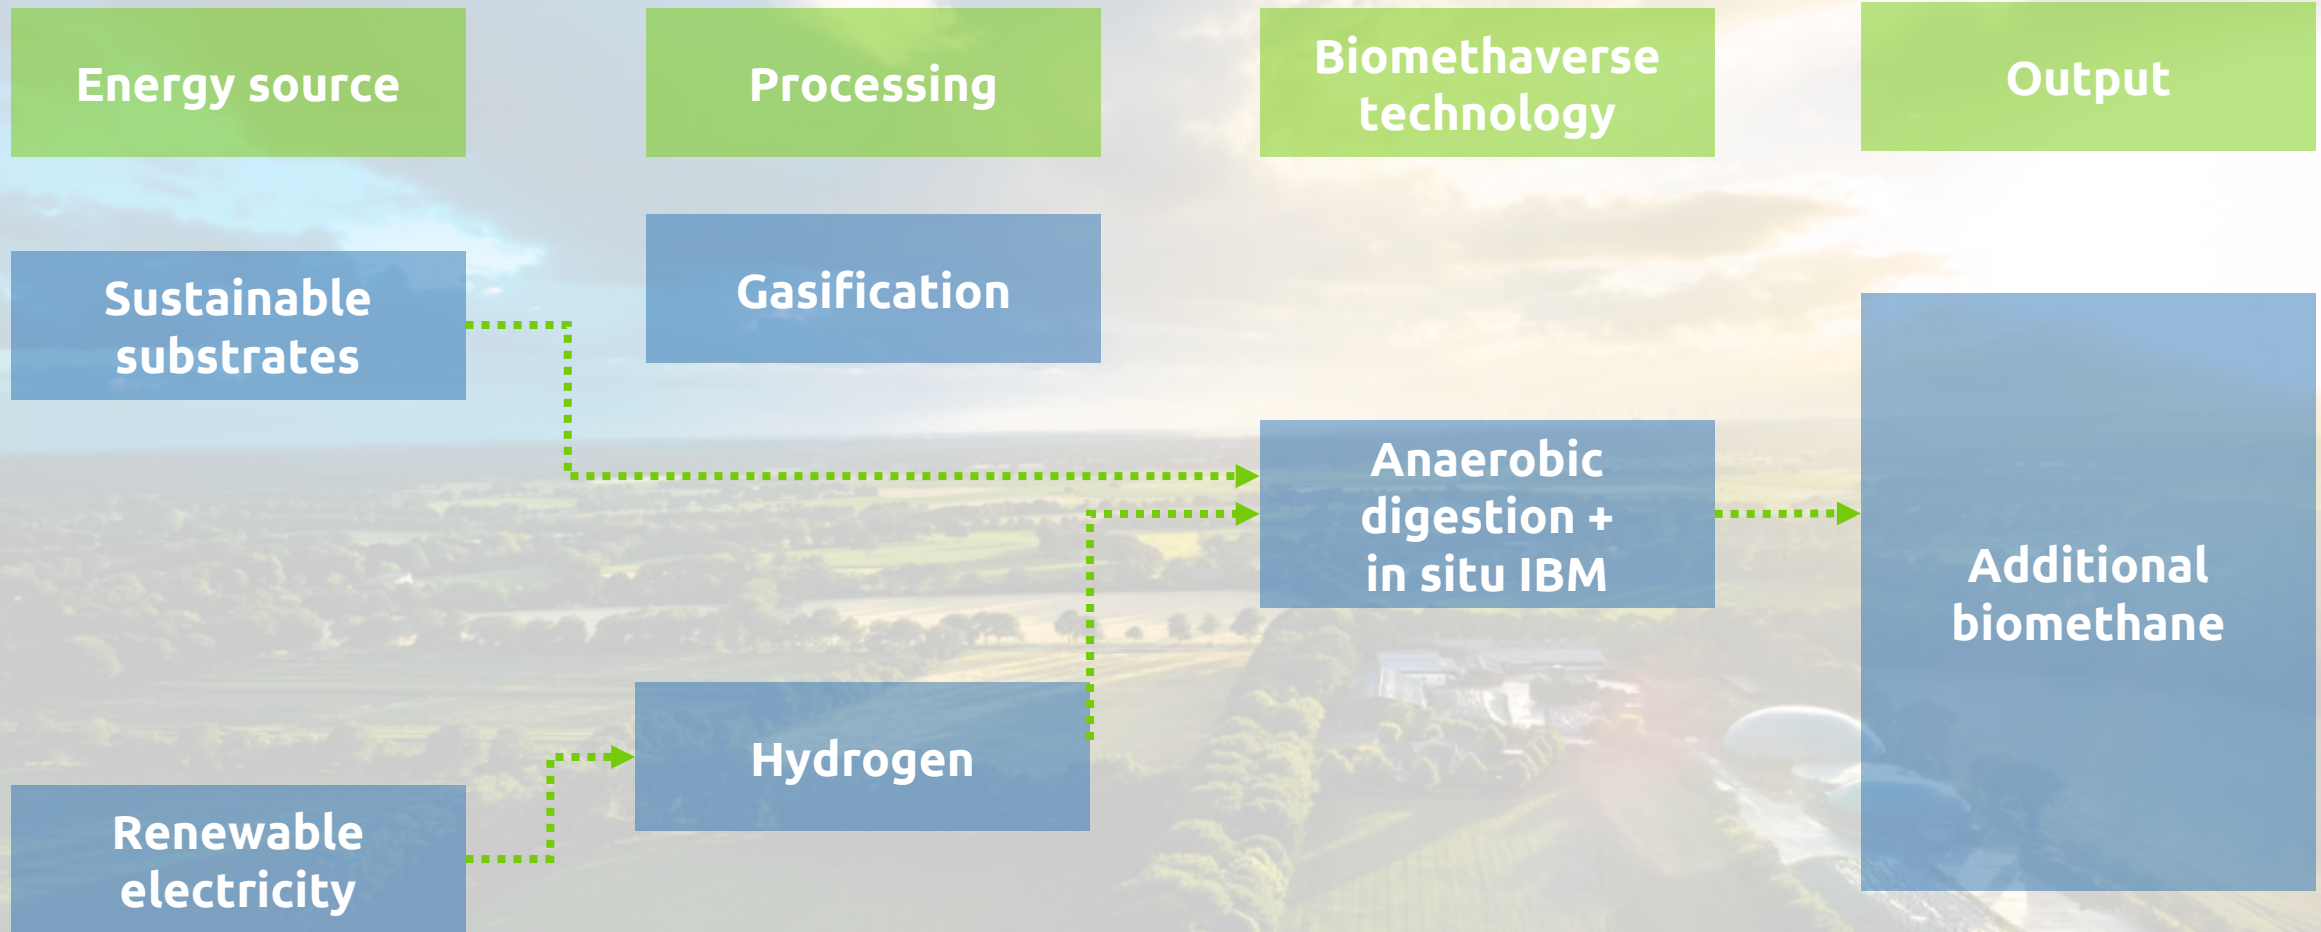 Energy source
Processing
Biomethaverse
technology
Output
Sustainable
substrates
Gasification
Anaerobic
digestion +
in situ IBM
Additional
biomethane
Hydrogen
Renewable
electricity